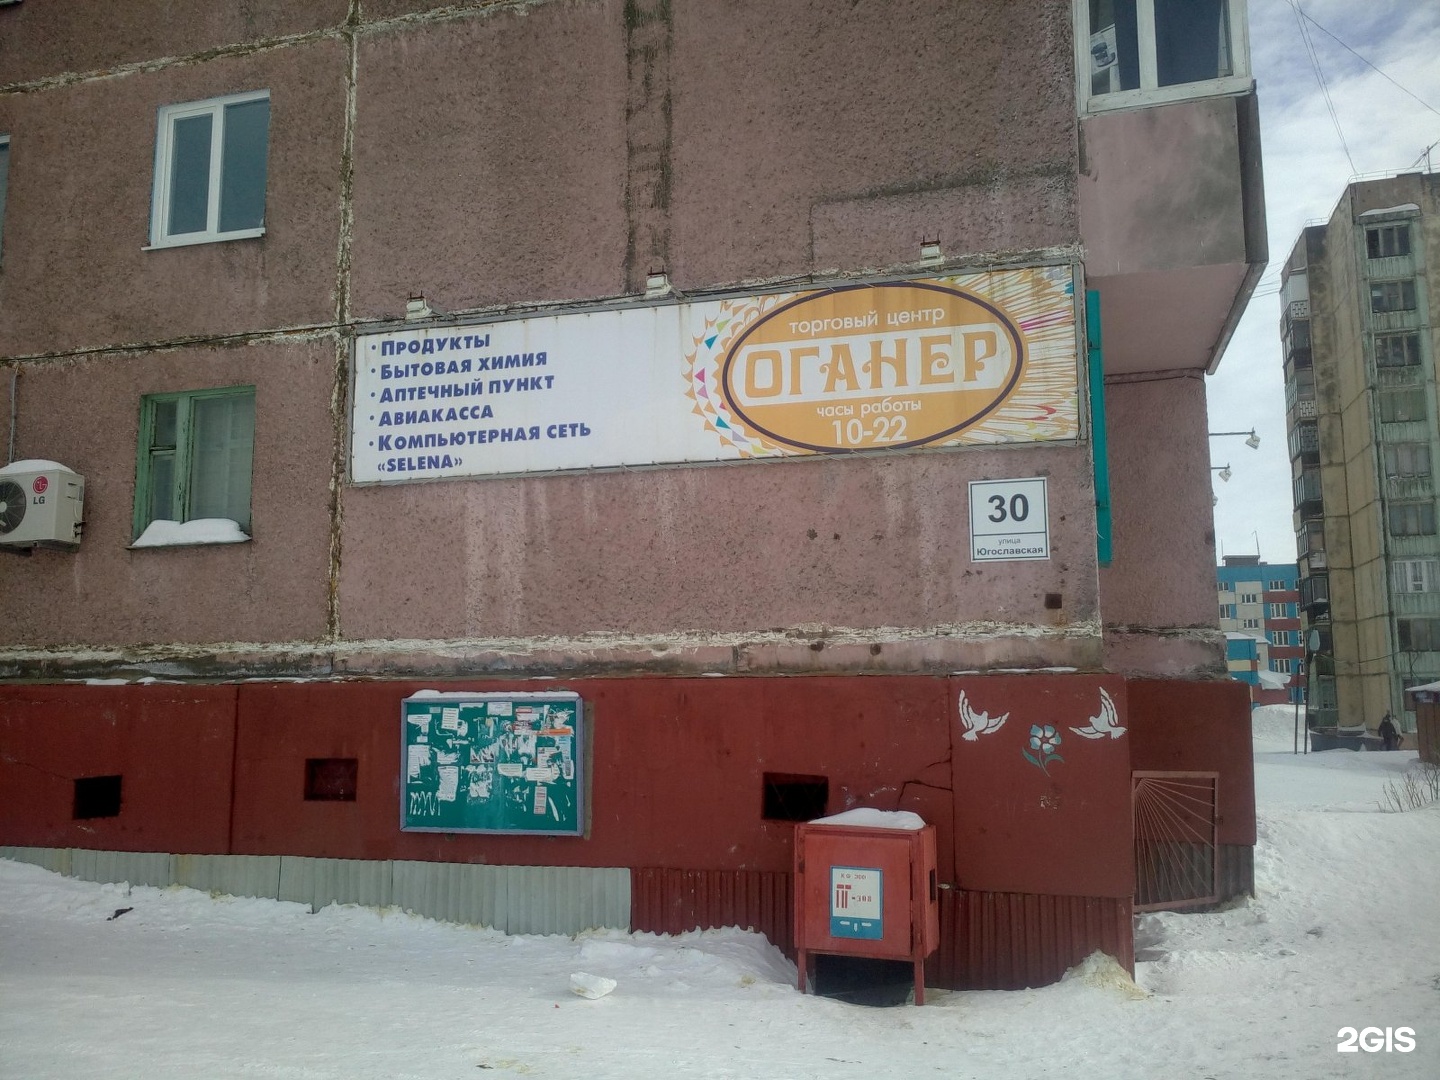 · ПРОДУКТЫ
· БЫТОВАЯ ХИМИЯ
· АПТЕЧНЫЙ ПУНКТ
· АВИАКАССА
· КОМПЬЮТЕРНАЯ СЕТЬ
«SELENA»
торговый центр
ОГАНЕР
часы работы
10-22
30
улица
Югославская
LG
2GIS